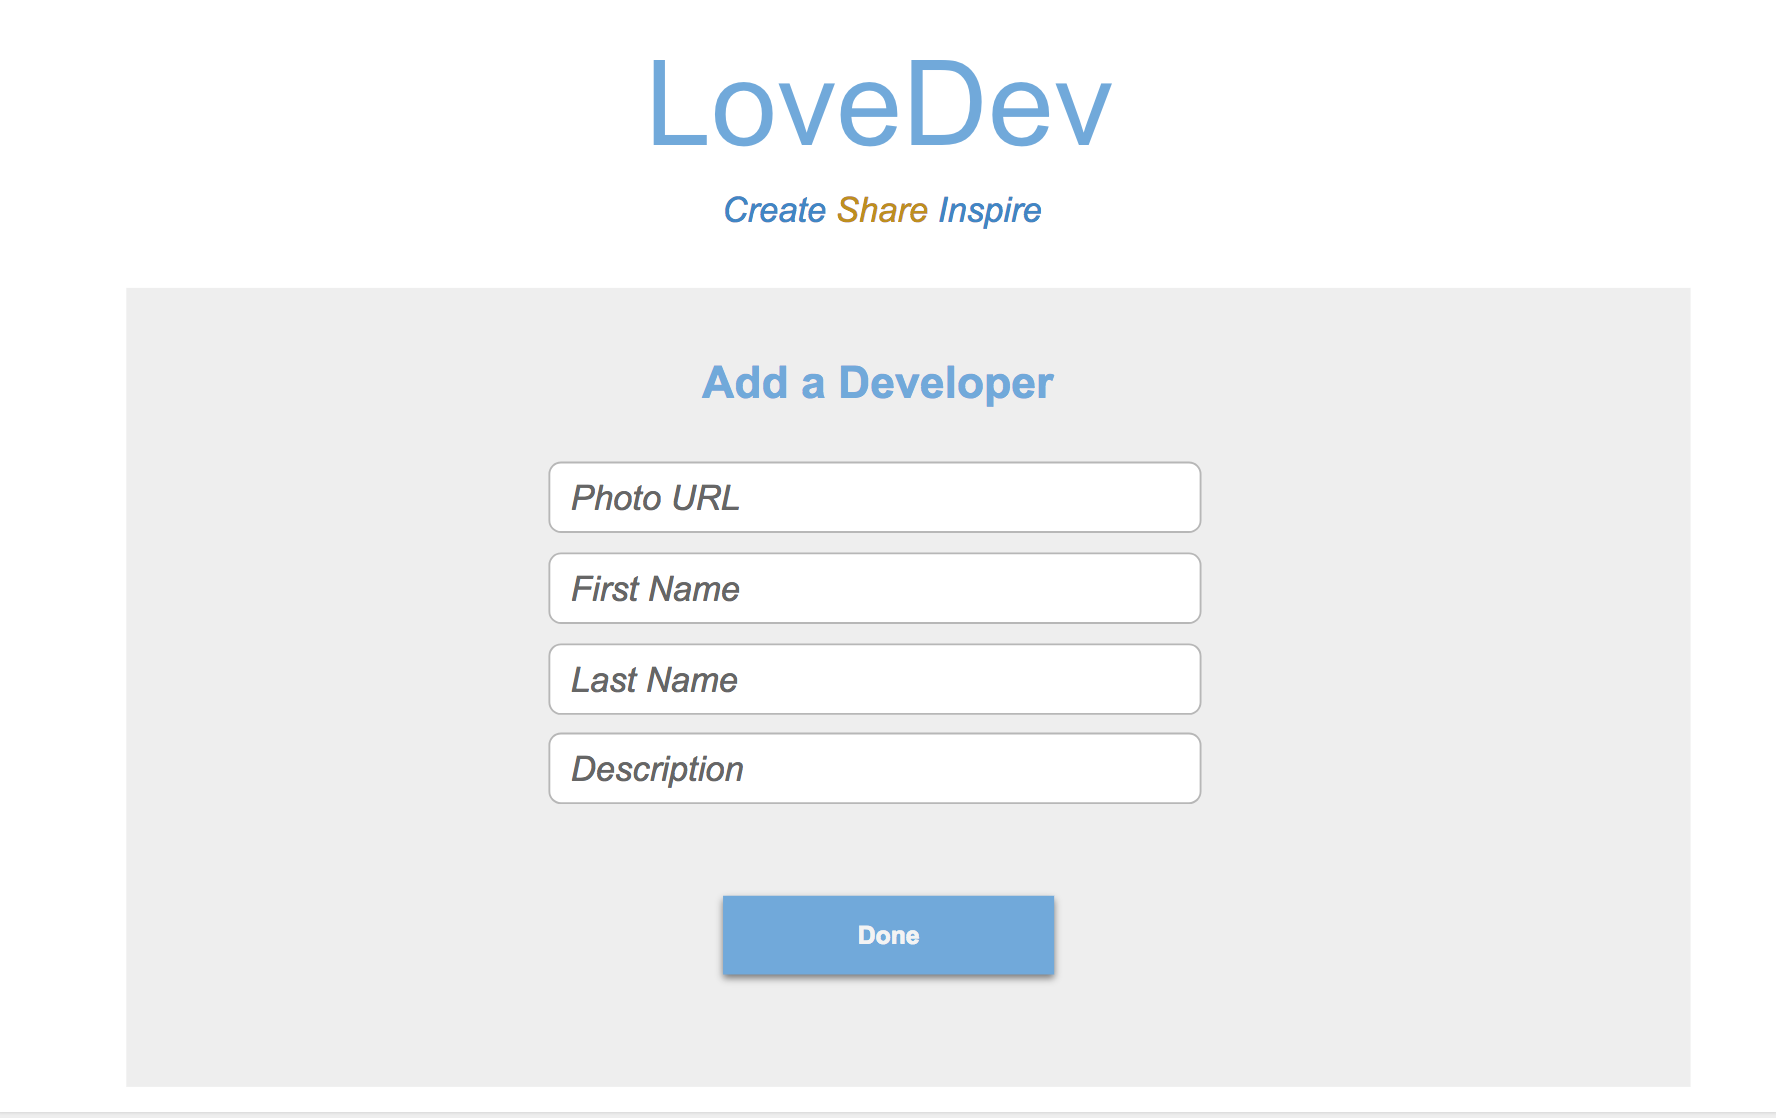 LoveDev
Create Share Inspire
Add a Developer
Photo URL
First Name
Last Name
Description
Done